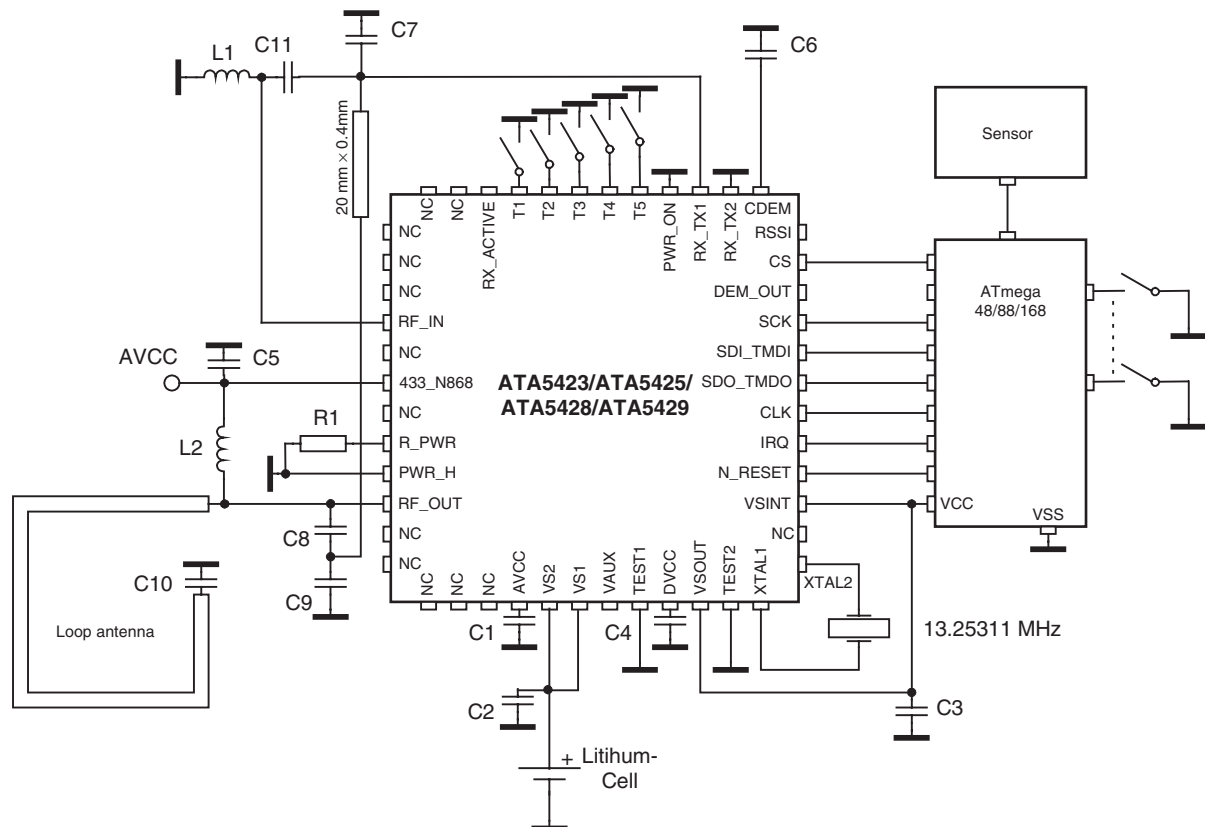 C7
C6
L1
C11
20 mm × 0.4mm
Sensor
NC
NC
RX_ACTIVE
T1
T2
T3
T4
T5
PWR_ON
RX_TX1
RX_TX2
CDEM
NC
NC
NC
RF_IN
NC
433_N868
NC
R_PWR
PWR_H
RF_OUT
NC
NC
RSSI
CS
DEM_OUT
SCK
SDI_TMDI
SDO_TMDO
CLK
IRQ
N_RESET
VSINT
NC
XTAL2
ATA5423/ATA5425/
ATA5428/ATA5429
ATmega
48/88/168
VCC
VSS
AVCC
C5
L2
R1
C8
C9
C10
Loop antenna
NC
NC
NC
AVCC
VS2
VS1
VAUX
TEST1
DVCC
VSOUT
TEST2
XTAL1
C1
C4
13.25311 MHz
C2
C3
+ Litihum-
Cell